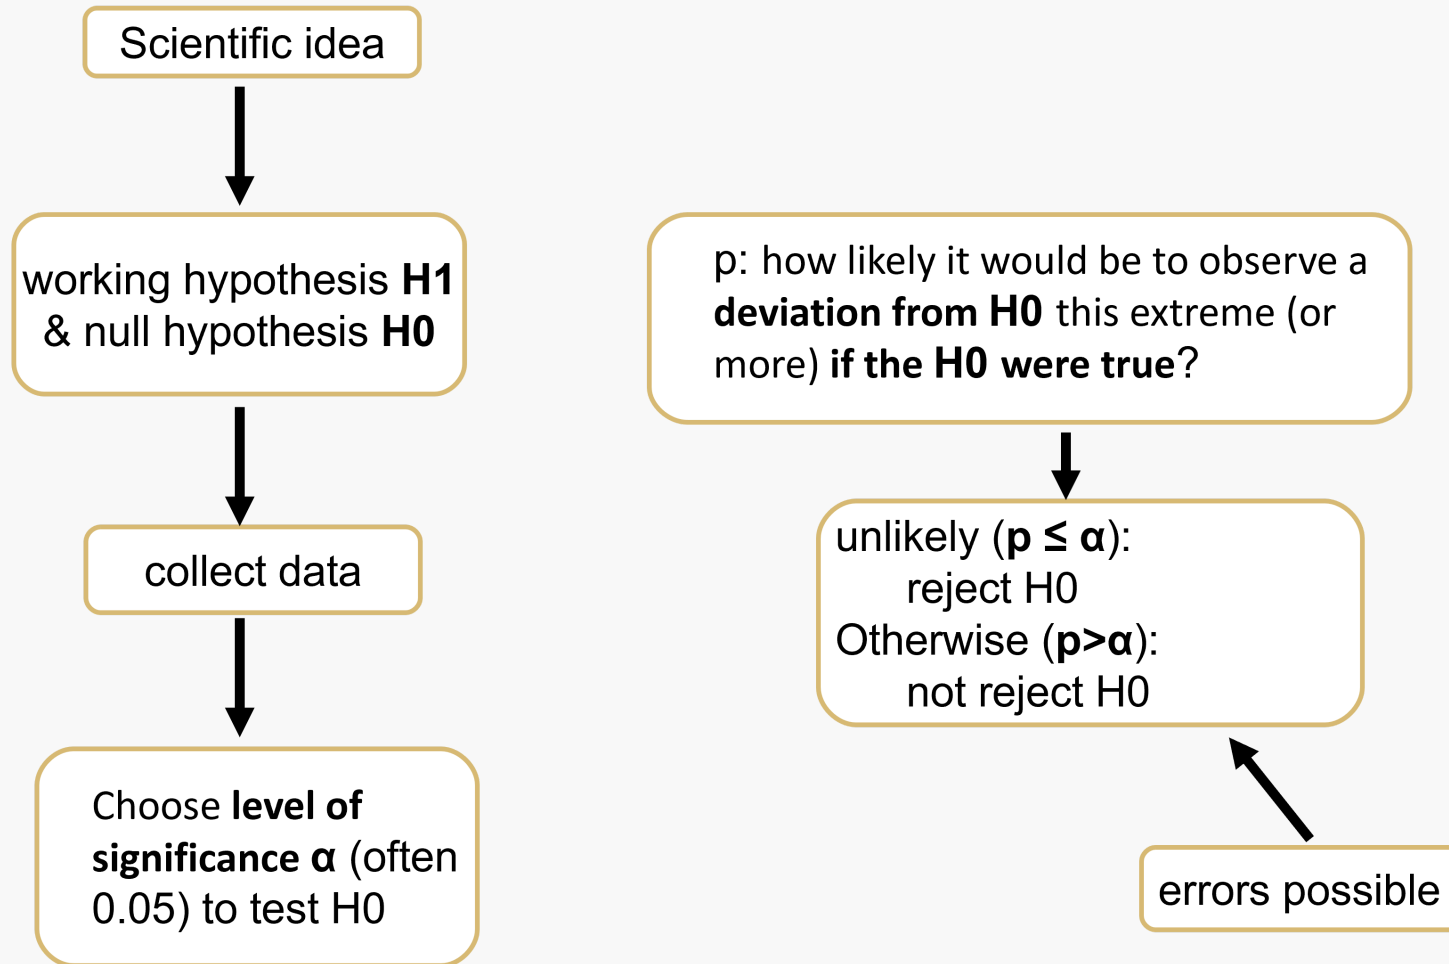 Scientific idea
working hypothesis H1
& null hypothesis H0
collect data
Choose level of
significance α (often
0.05) to test H0
p: how likely it would be to observe a
deviation from H0 this extreme (or
more) if the H0 were true?
unlikely (p ≤ α):
reject H0
Otherwise (p>α):
not reject H0
errors possible